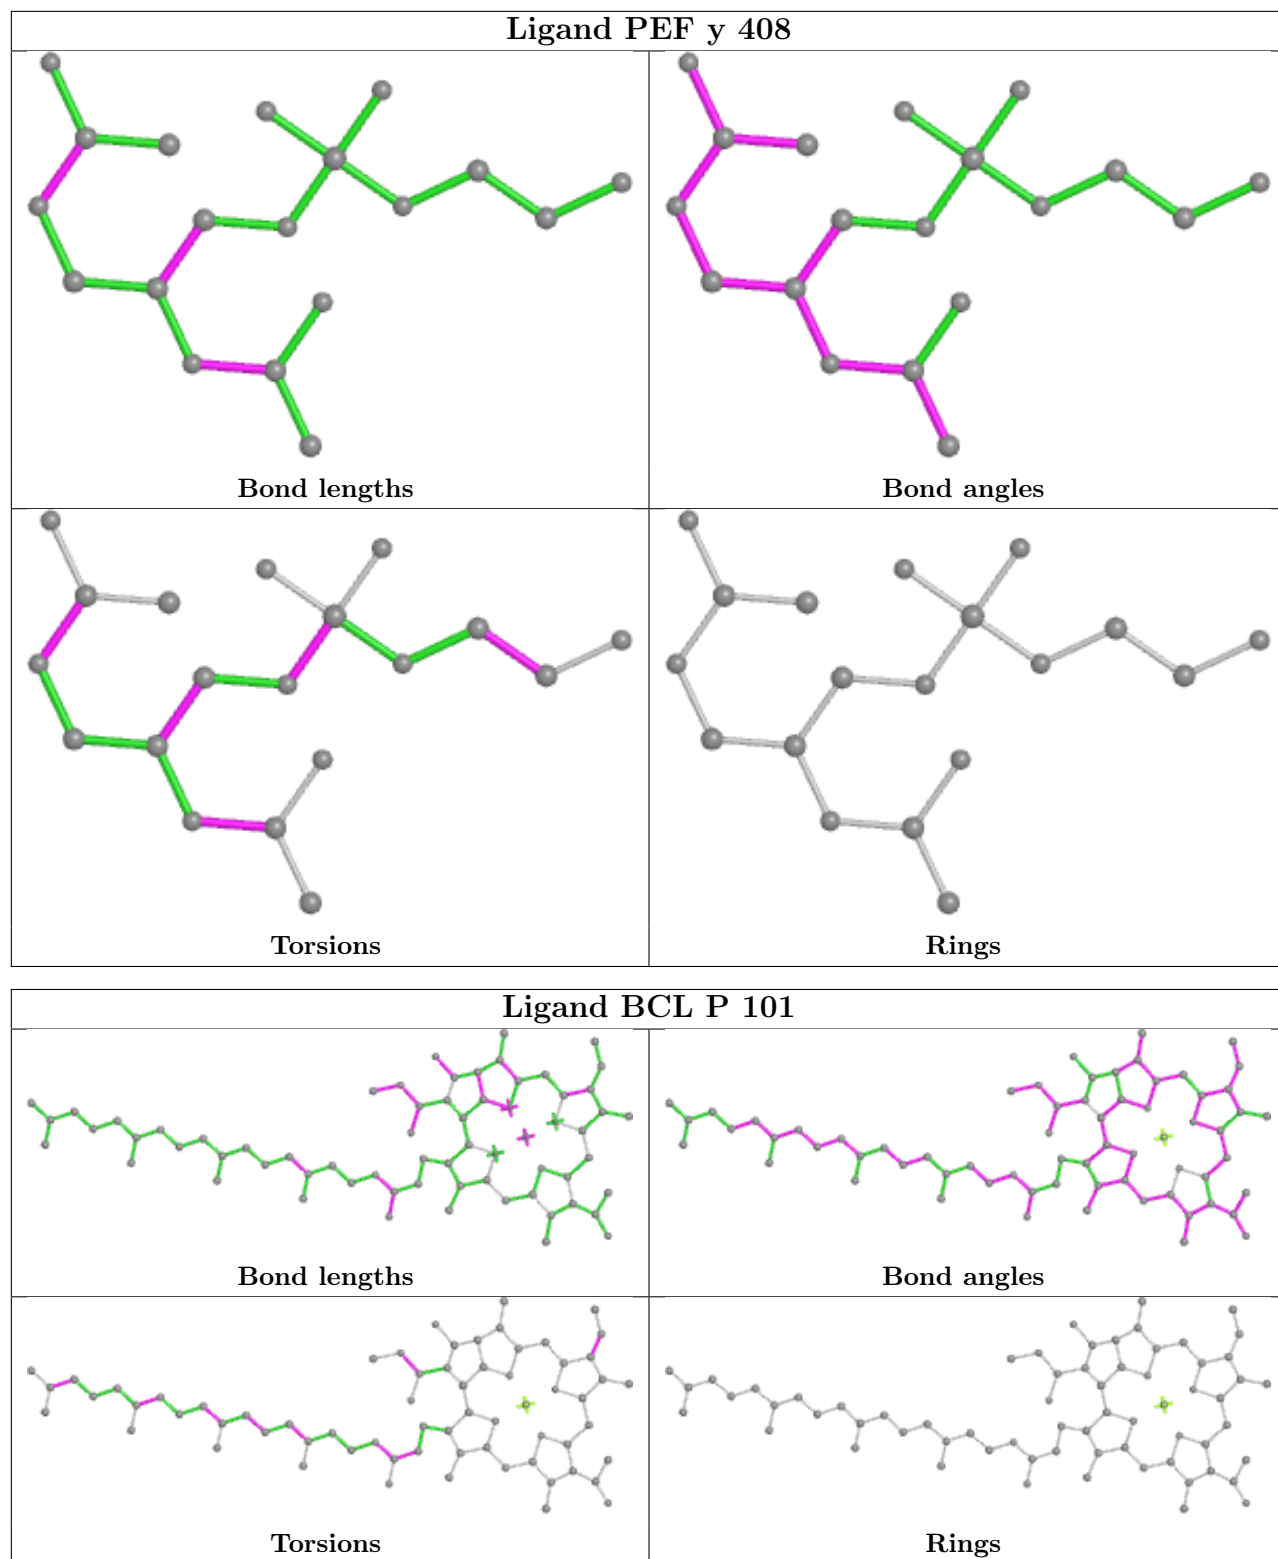 Ligand PEF y 408
Bond lengths
Bond angles
Torsions
Rings
Ligand BCL P 101
Bond lengths
Bond angles
Torsions
Rings